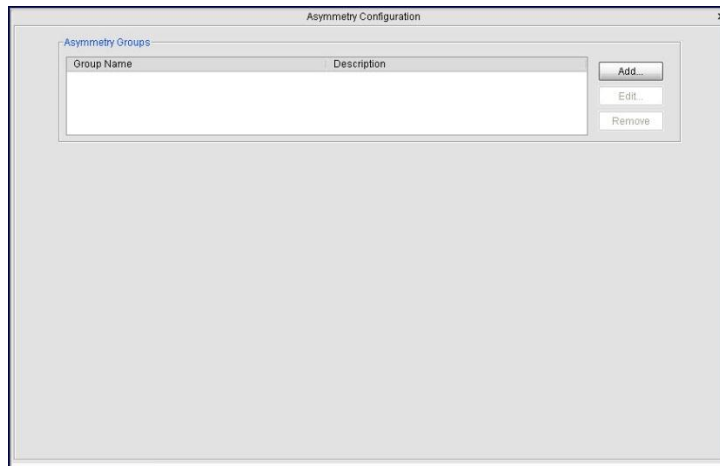 Asymmetry Configuration
Asymmetry Groups
Group Name Description
Add...
Edit...
Remove